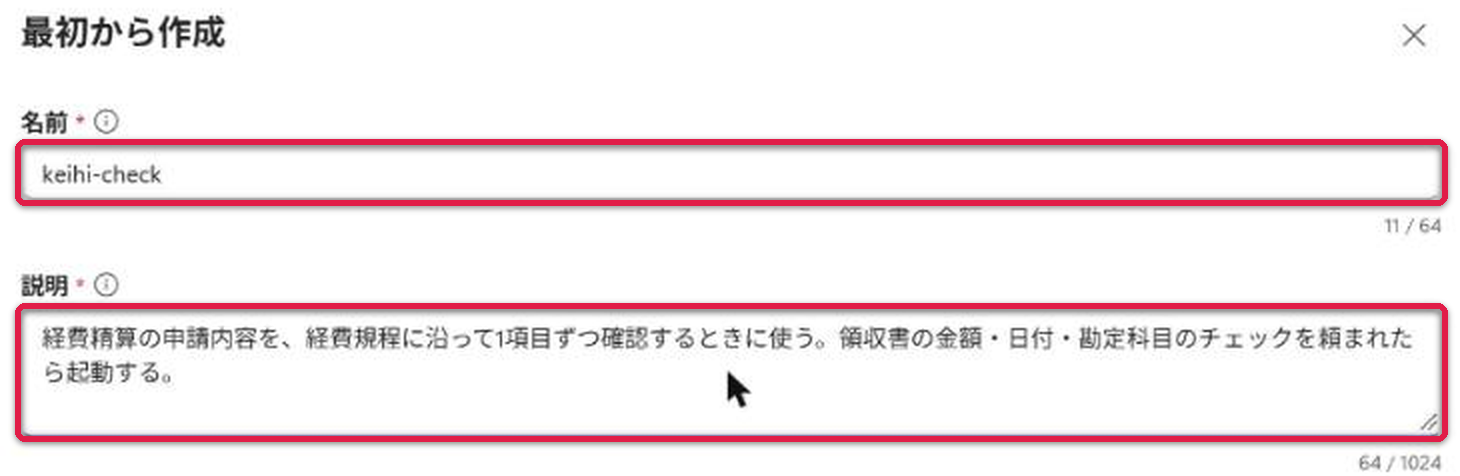 最初から作成
名前 *
keihi-check
11 / 64
説明 *
経費精算の申請内容を、経費規程に沿って1項目ずつ確認するときに使う。領収書の金額・日付・勘定科目のチェックを頼まれた
ら起動する。
64 / 1024